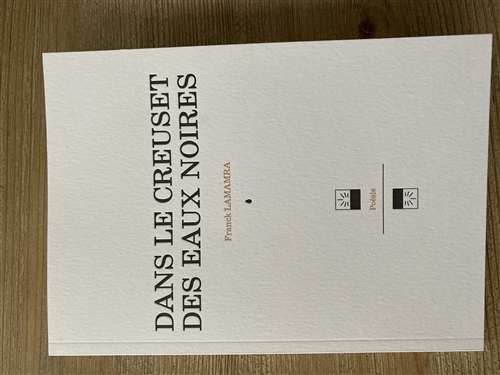 DANS LE CREUSET
DES EAUX NOIRES
Franck LAMAMRA
Poésie